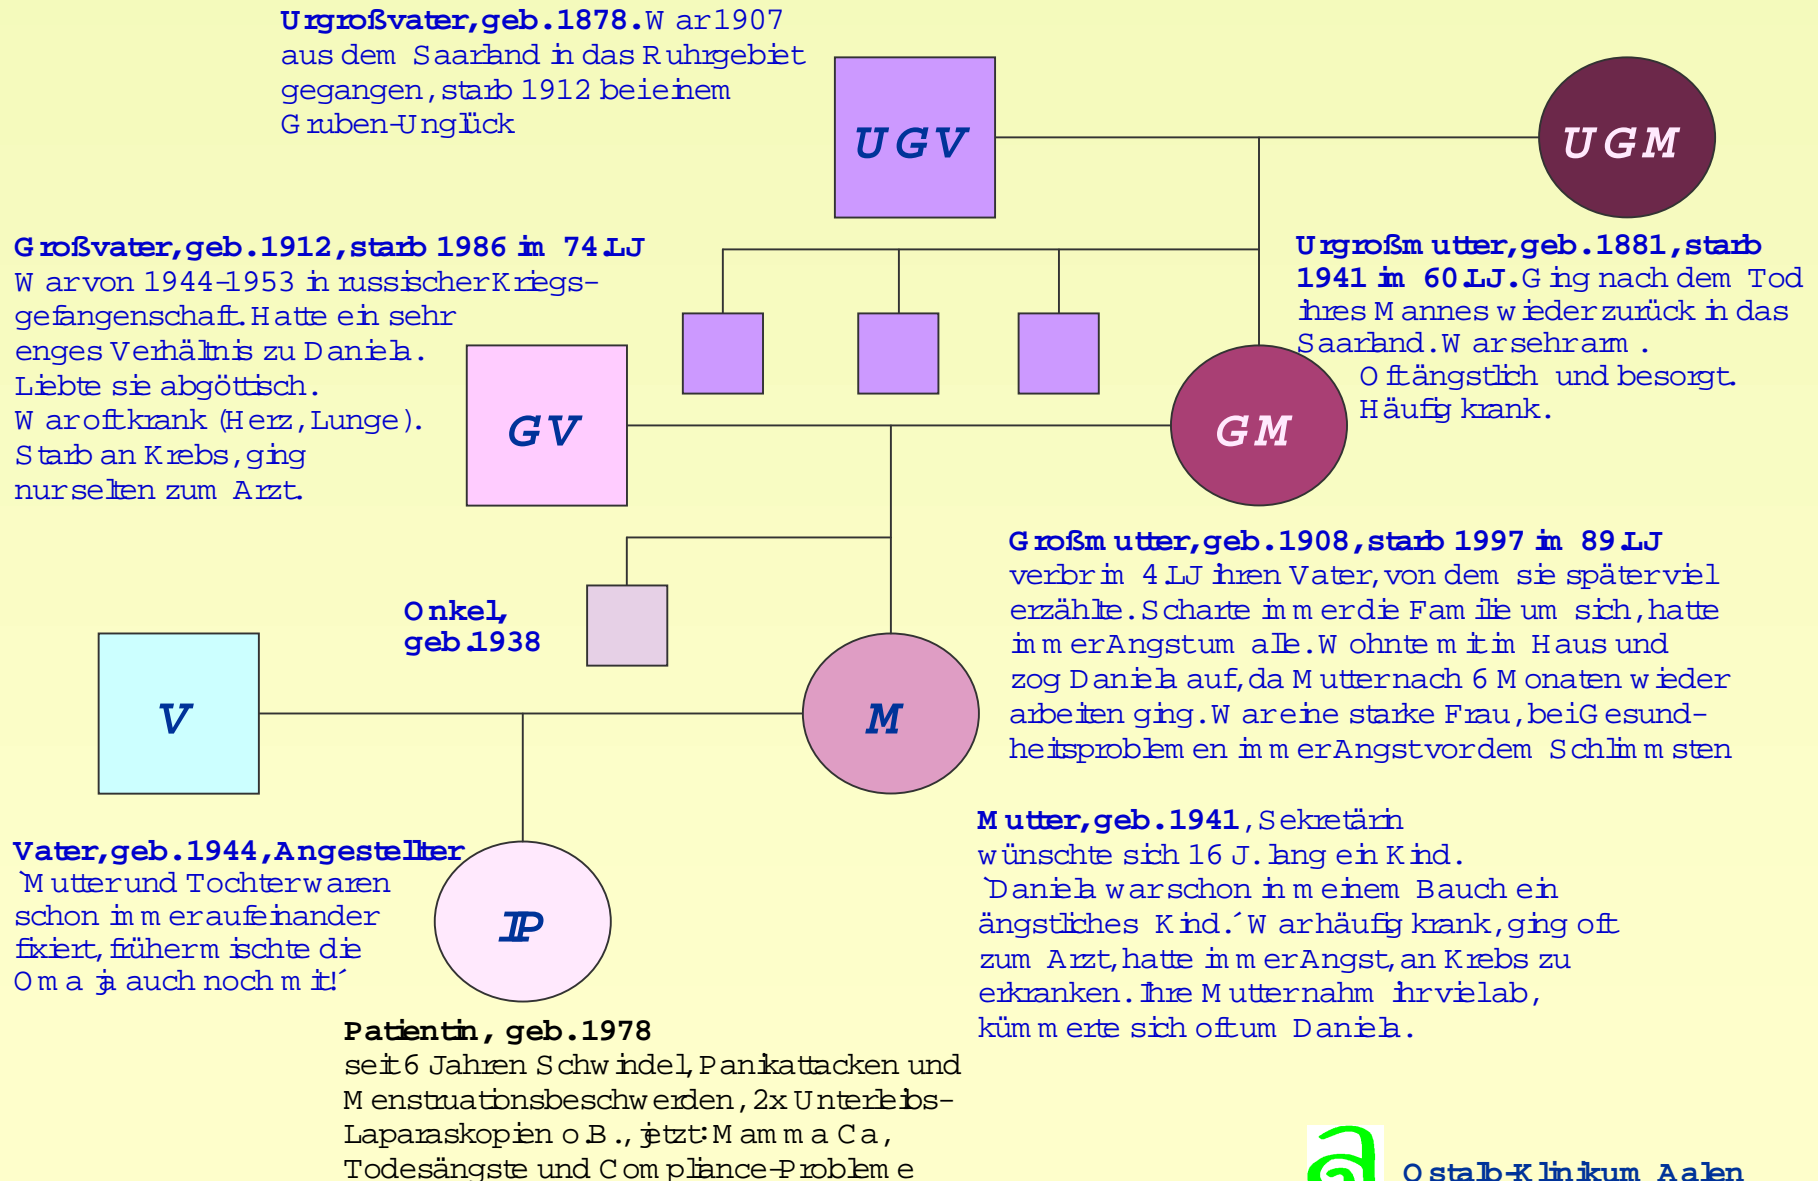 Urgroßvater, geb. 1878. War 1907
aus dem Saarland in das Ruhrgebiet
gegangen, starb 1912 bei einem
Gruben-Unglück
UGV
UGM
Großvater, geb. 1912, starb 1986 im 74.LJ
War von 1944-1953 in russischer Kriegs-
gefangenschaft. Hatte ein sehr
enges Verhältnis zu Daniela.
Liebte sie abgöttisch.
War oft krank (Herz, Lunge).
Starb an Krebs, ging
nur selten zum Arzt.
Urgroßmutter, geb. 1881, starb
1941 im 60.LJ. Ging nach dem Tod
ihres Mannes wieder zurück in das
Saarland. War sehr arm.
Oft ängstlich und besorgt.
Häufig krank.
GV
GM
Großmutter, geb. 1908, starb 1997 im 89.LJ
verlor im 4.LJ ihren Vater, von dem sie später viel
erzählte. Scharte immer die Familie um sich, hatte
immer Angst um alle. Wohnte mit im Haus und
zog Daniela auf, da Mutter nach 6 Monaten wieder
arbeiten ging. War eine starke Frau, bei Gesund-
heitsproblemen immer Angst vor dem Schlimmsten
Onkel,
geb. 1938
V
M
Vater, geb. 1944, Angestellter
`Mutter und Tochter waren
schon immer aufeinander
fixiert, früher mischte die
Oma ja auch noch mit!´
IP
Mutter, geb. 1941, Sekretärin
wünschte sich 16 J. lang ein Kind.
`Daniela war schon in meinem Bauch ein
ängstliches Kind.´ War häufig krank, ging oft
zum Arzt, hatte immer Angst, an Krebs zu
erkranken. Ihre Mutter nahm ihr viel ab,
kümmerte sich oft um Daniela.
Patientin, geb. 1978
seit 6 Jahren Schwindel, Panikattacken und
Menstruationsbeschwerden, 2x Unterleibs-
Laparaskopien o.B., jetzt: Mamma Ca,
Todesängste und Compliance-Probleme
Ostalb-Klinikum Aalen